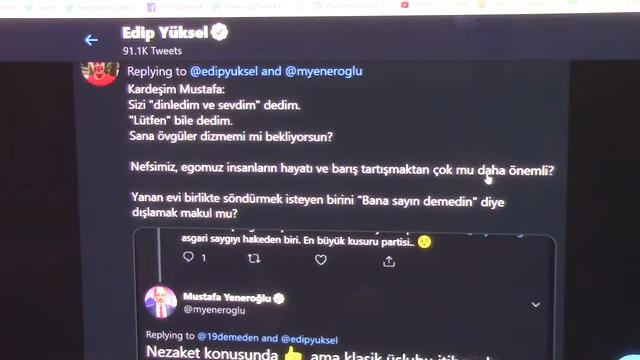 Edip Yüksel
91.1K Tweets
Replying to @edipyuksel and @myeneroglu
Kardeşim Mustafa:
Sizi "dinledim ve sevdim" dedim.
"Lütfen" bile dedim.
Sana övgüler dizmemi mi bekliyorsun?
Nefsimiz, egomuz insanların hayatı ve barış tartışmaktan çok mu daha önemli?
Yanan evi birlikte söndürmek isteyen birini "Bana sayın demedin" diye
dışlamak makul mu?
asgari saygıyı hakeden biri. En büyük kusuru partisi..
1
Mustafa Yeneroğlu
@myeneroglu
Replying to @19demeden and @edipyuksel
Nezaket konusunda 👍 ama klasik üslubu